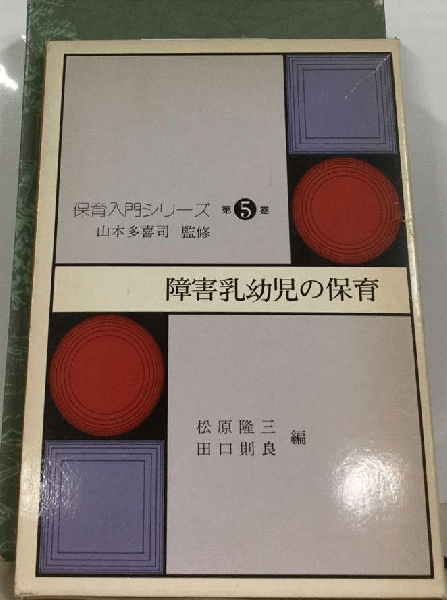 保育入門シリーズ 第5巻
山本多喜司 監修
障害乳幼児の保育
松原隆三
田口則良 編